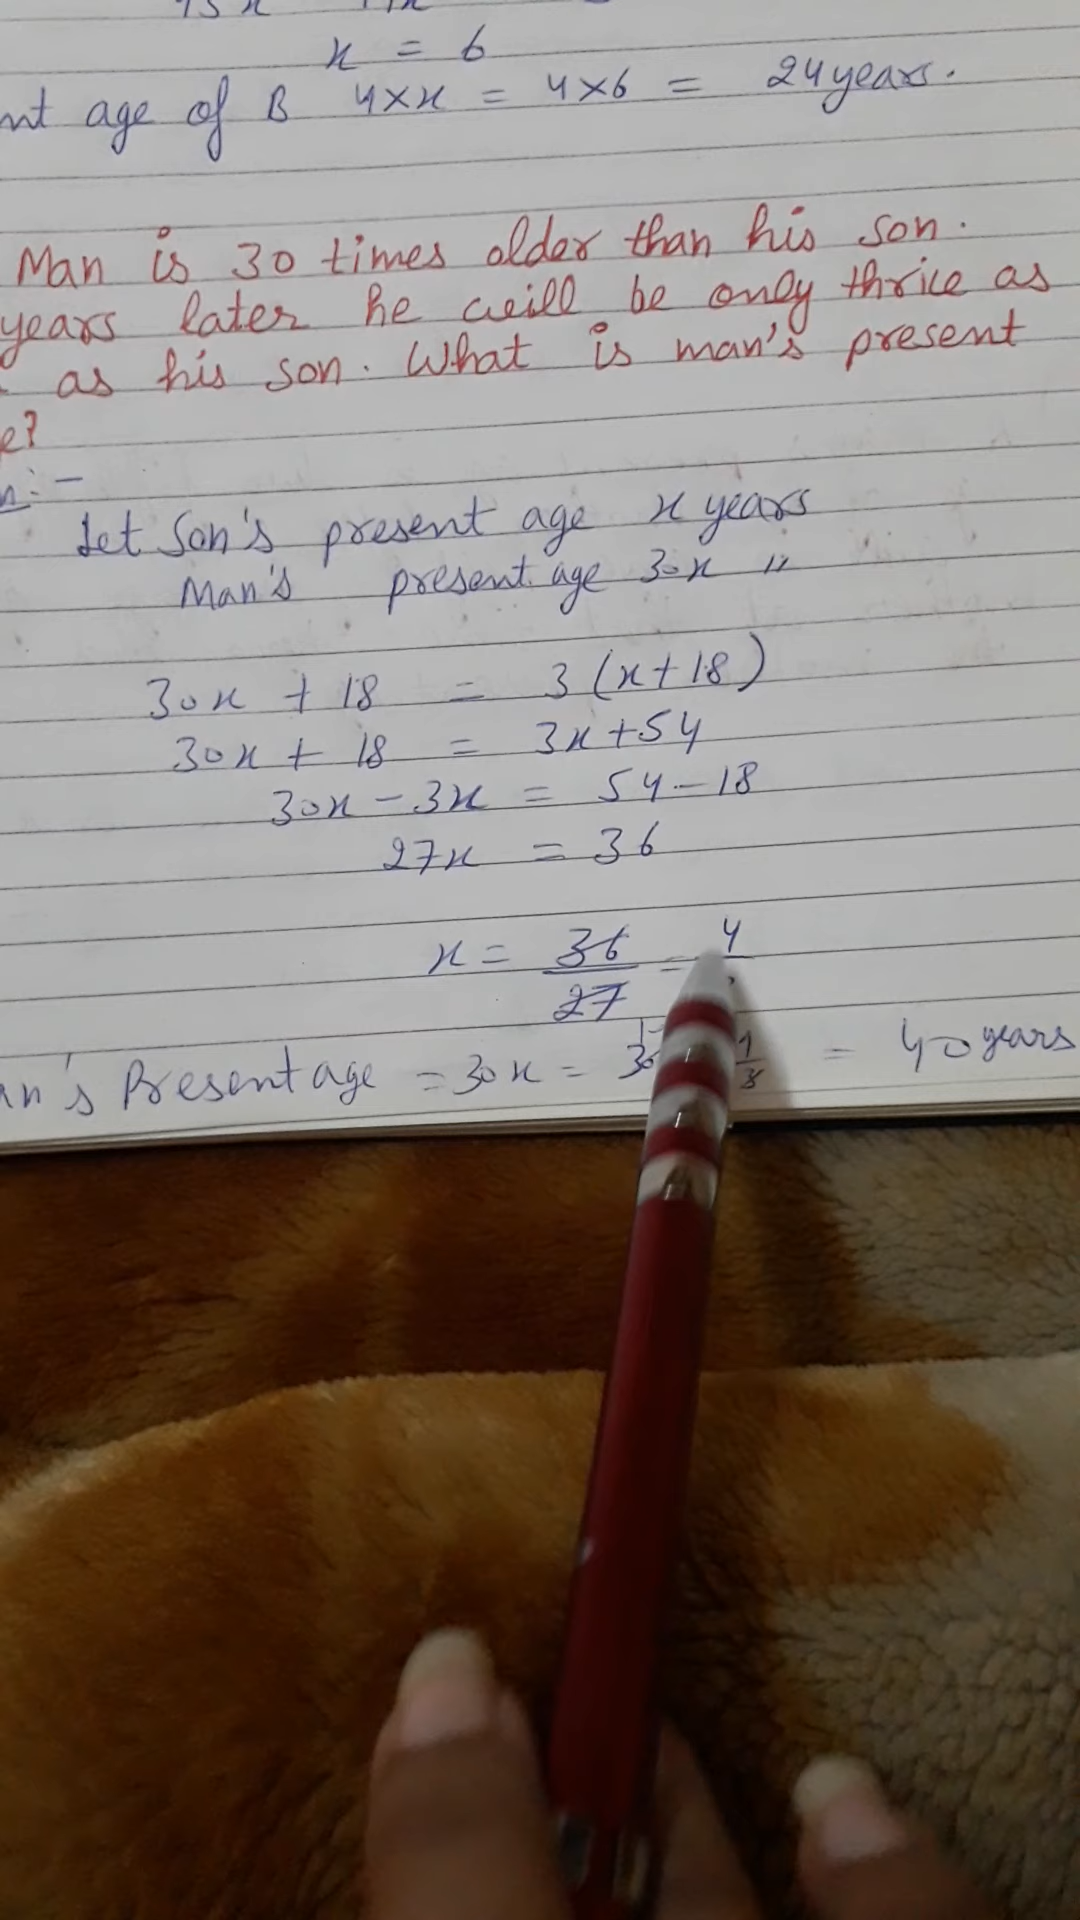 x = 6
age of B 4×x = 4×6 = 24 years.
Man is 30 times older than his son.
years later he will be only thrice as
as his son. What is man's present
e?
n:-
Let Son's present age x years
Man's present age 30x "
30x + 18 = 3(x+18)
30x + 18 = 3x+54
30x - 3x = 54-18
27x = 36
x = 36/27 = 4
an's Present age = 30x = = 40 years